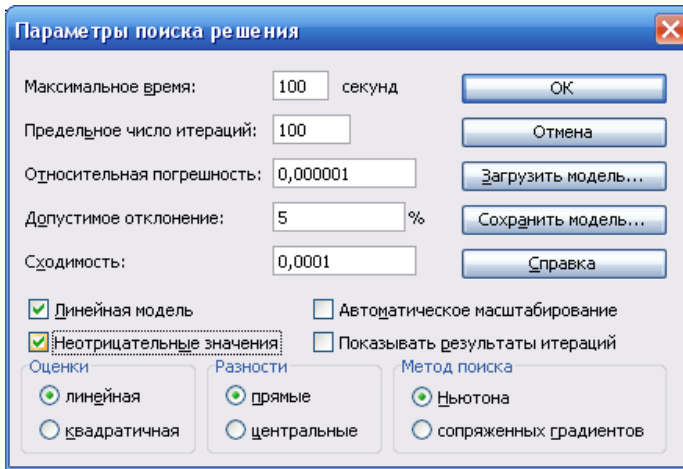 Параметры поиска решения
Максимальное время: 100 секунд ОК
Предельное число итераций: 100 Отмена
Относительная погрешность: 0,000001 Загрузить модель...
Допустимое отклонение: 5 % Сохранить модель...
Сходимость: 0,0001 Справка
Линейная модель Автоматическое масштабирование
Неотрицательные значения Показывать результаты итераций
Оценки Разности Метод поиска
линейная прямые Ньютона
квадратичная центральные сопряженных градиентов